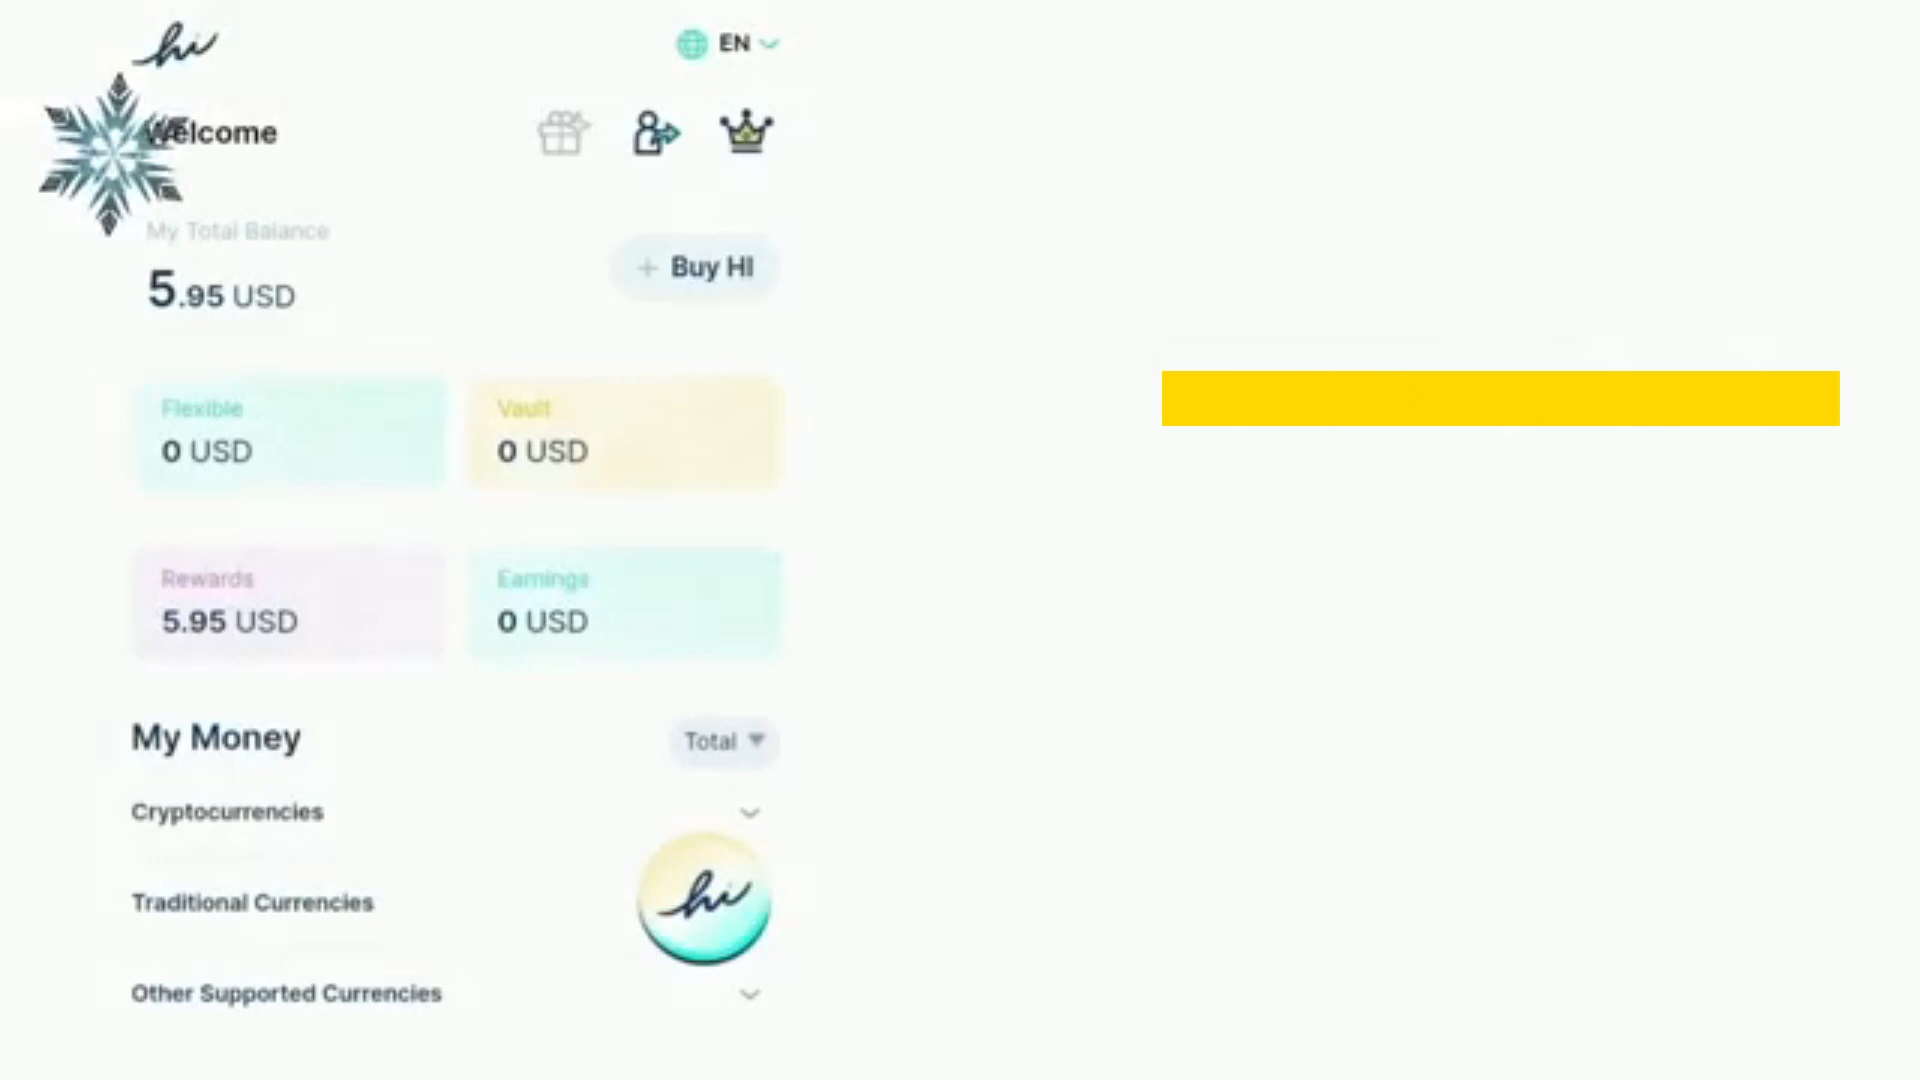 hi
EN
Welcome
My Total Balance
+ Buy HI
5.95 USD
Flexible
0 USD
Vault
0 USD
Rewards
5.95 USD
Earnings
0 USD
My Money
Total
Cryptocurrencies
hi
Traditional Currencies
Other Supported Currencies